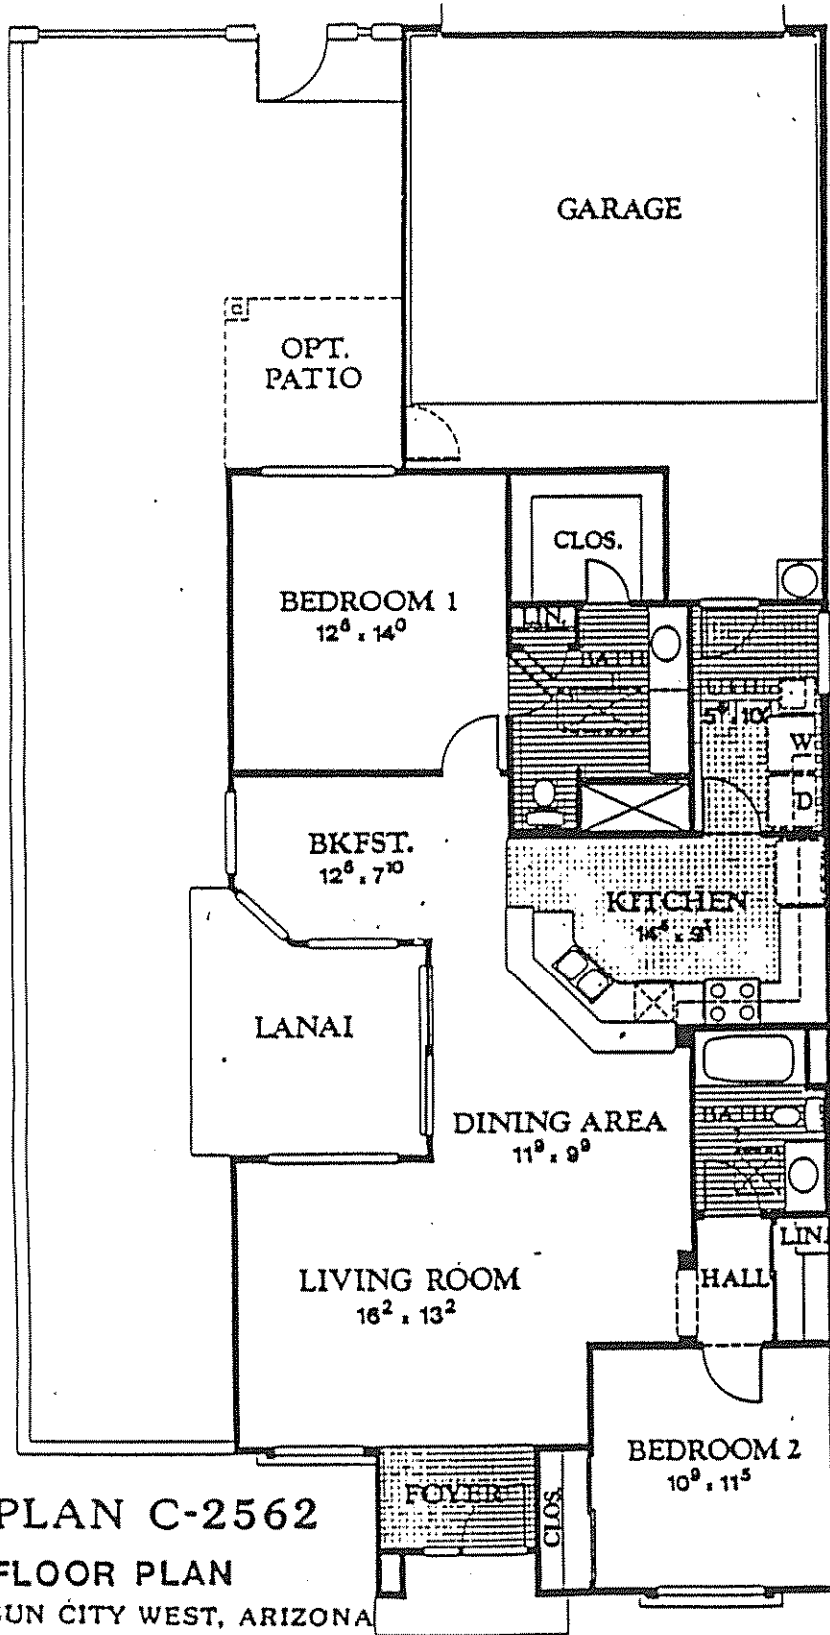 GARAGE
OPT.
PATIO
CLOS.
BEDROOM 1
12⁶ x 14⁰
LIN.
BATH
W
D
BKFST.
12⁶ x 7¹⁰
KITCHEN
LANAI
DINING AREA
11⁹ x 9⁹
BATH
LIN.
HALL
LIVING ROOM
16² x 13²
BEDROOM 2
10⁹ x 11⁵
FOYER
CLOS.
PLAN C-2562
FLOOR PLAN
SUN CITY WEST, ARIZONA